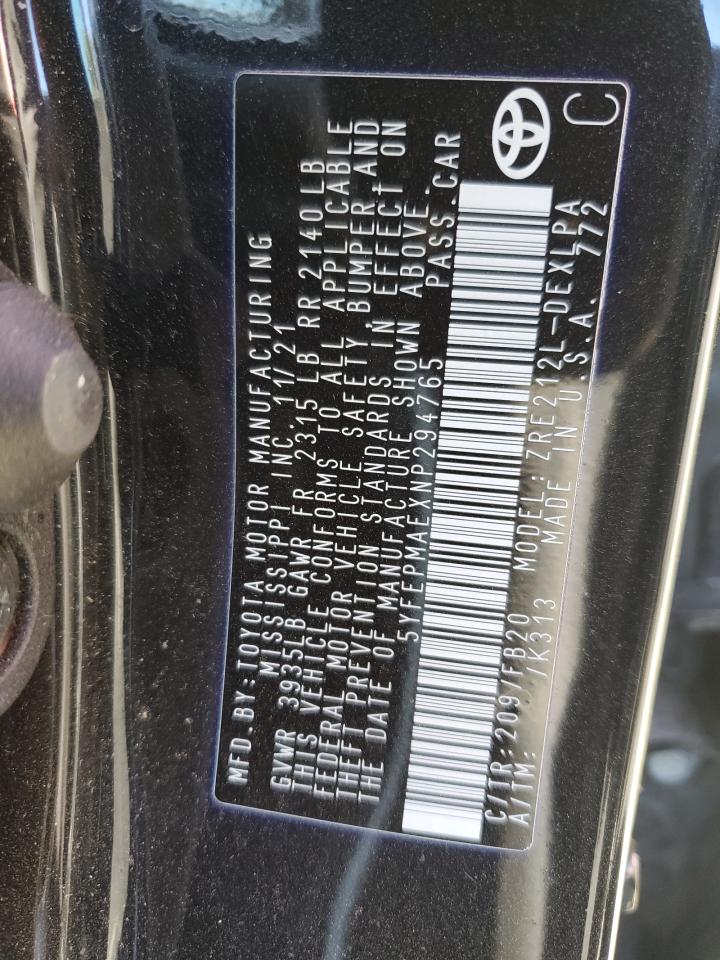 MFD.BY:TOYOTA MOTOR MANUFACTURING
MISSISSIPPI INC. 11/21
GVWR 3935LB GAWR FR 2315 LB RR 2140 LB
THIS VEHICLE CONFORMS TO ALL APPLICABLE
FEDERAL MOTOR VEHICLE SAFETY, BUMPER AND
THEFT PREVENTION STANDARDS IN EFFECT ON
THE DATE OF MANUFACTURE SHOWN ABOVE.
5YFEPMAEXNP294765 PASS.CAR
C/TR:209/FB20 MODEL:ZRE212L-DEXLPA
A/TM: /K313 MADE IN U.S.A. 772
C